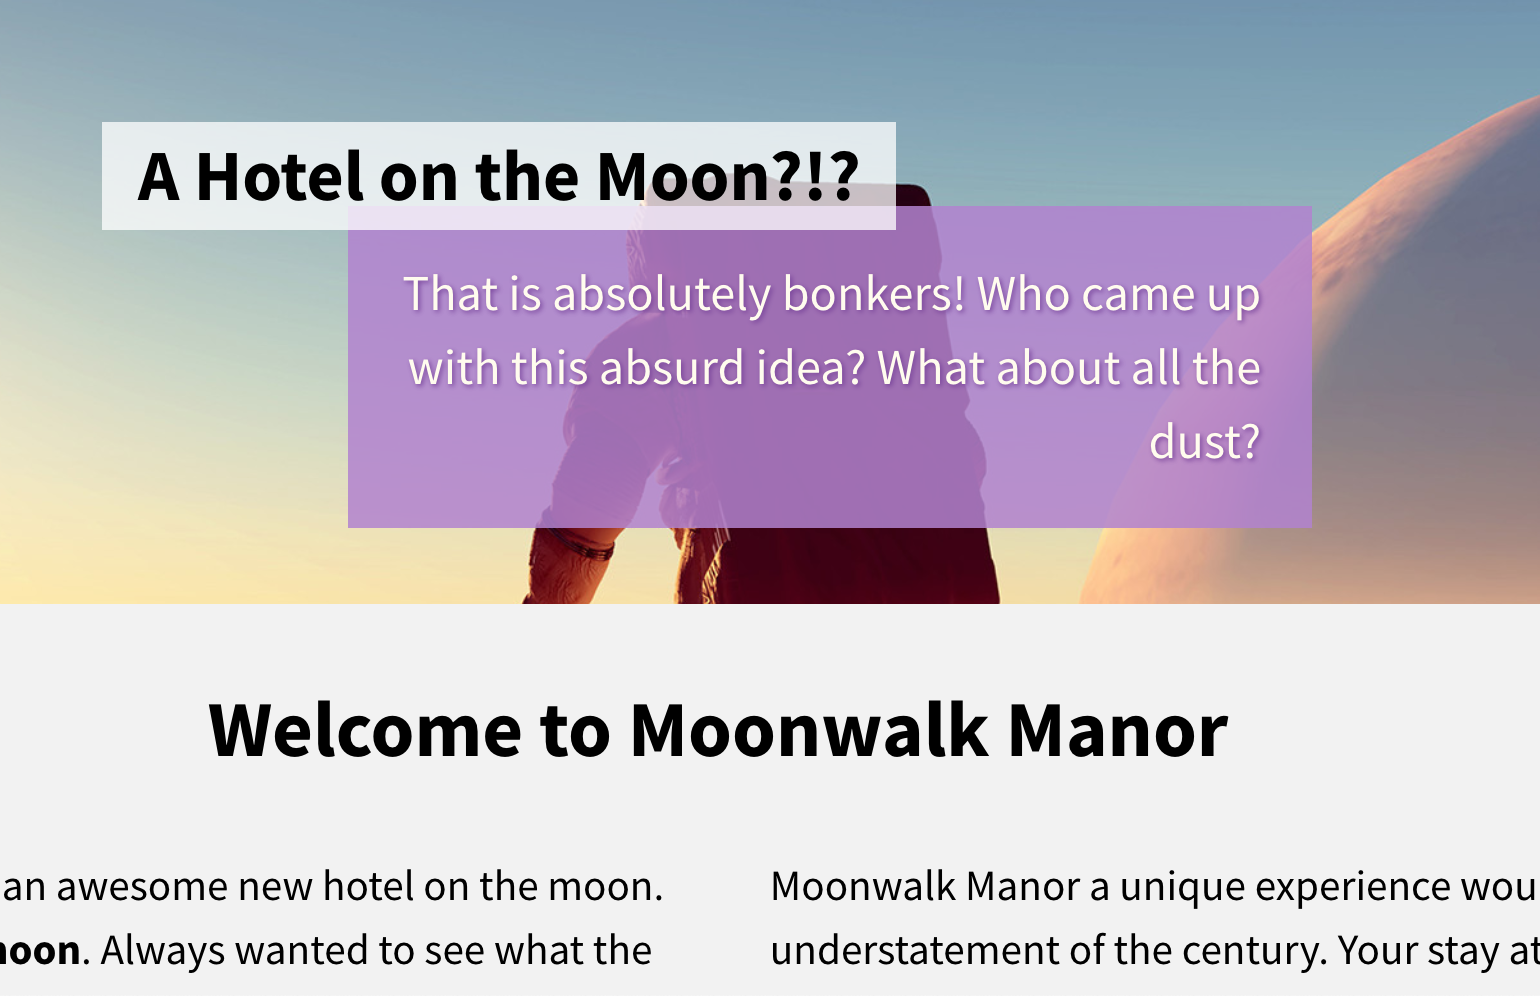 A Hotel on the Moon?!?
That is absolutely bonkers! Who came up
with this absurd idea? What about all the
dust?
Welcome to Moonwalk Manor
an awesome new hotel on the moon.
. Always wanted to see what the
Moonwalk Manor a unique experience
understatement of the century. Your stay at